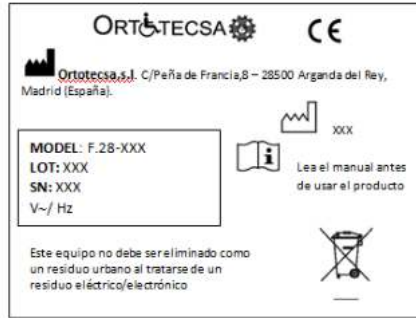 ORTOTECSA CE
Ortotecsa,s.l. C/Peña de Francia,8 – 28500 Arganda del Rey,
Madrid (España).
XXX
MODEL: F.28-XXX
LOT: XXX
SN: XXX
V~/ Hz
Lea el manual antes
de usar el producto
Este equipo no debe ser eliminado como
un residuo urbano al tratarse de un
residuo eléctrico/electrónico